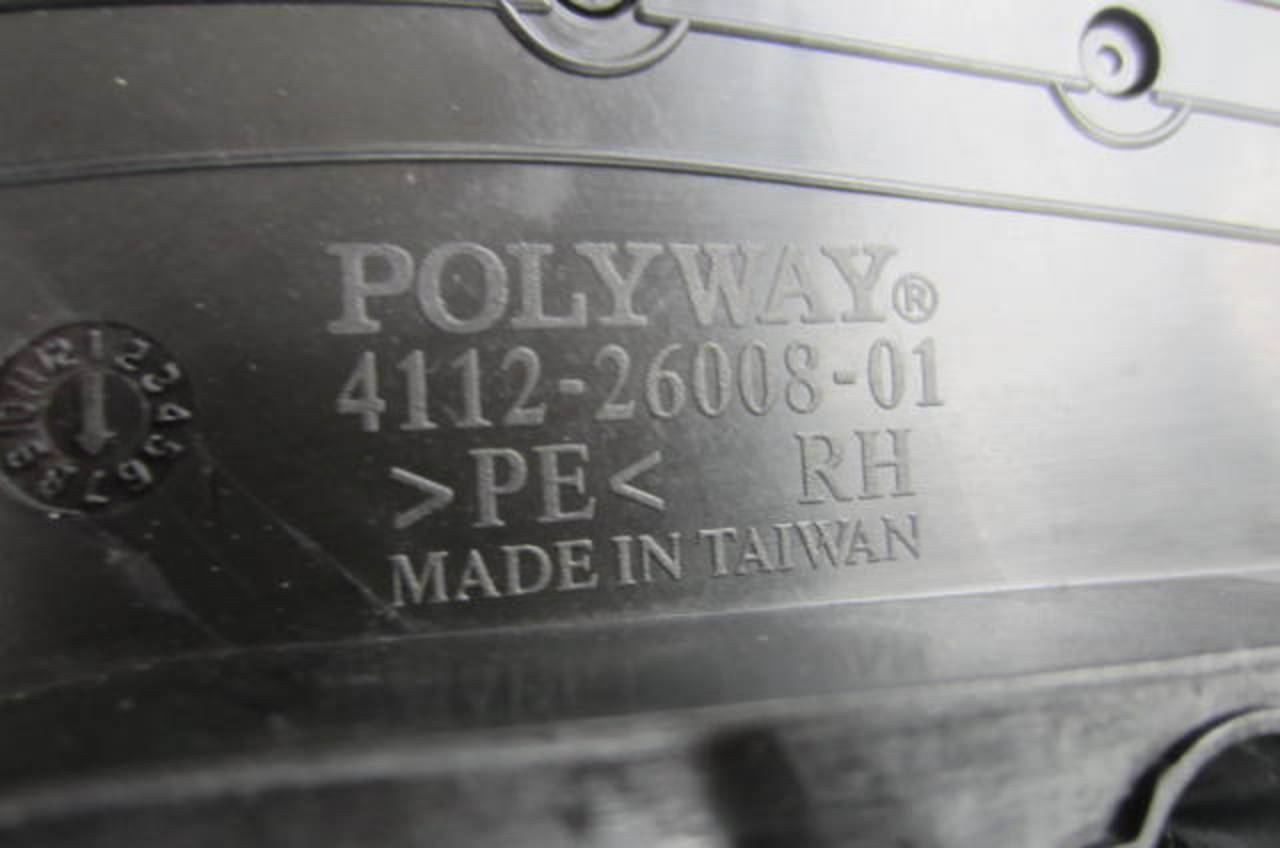 POLYWAY®
4112-26008-01
>PE< RH
MADE IN TAIWAN